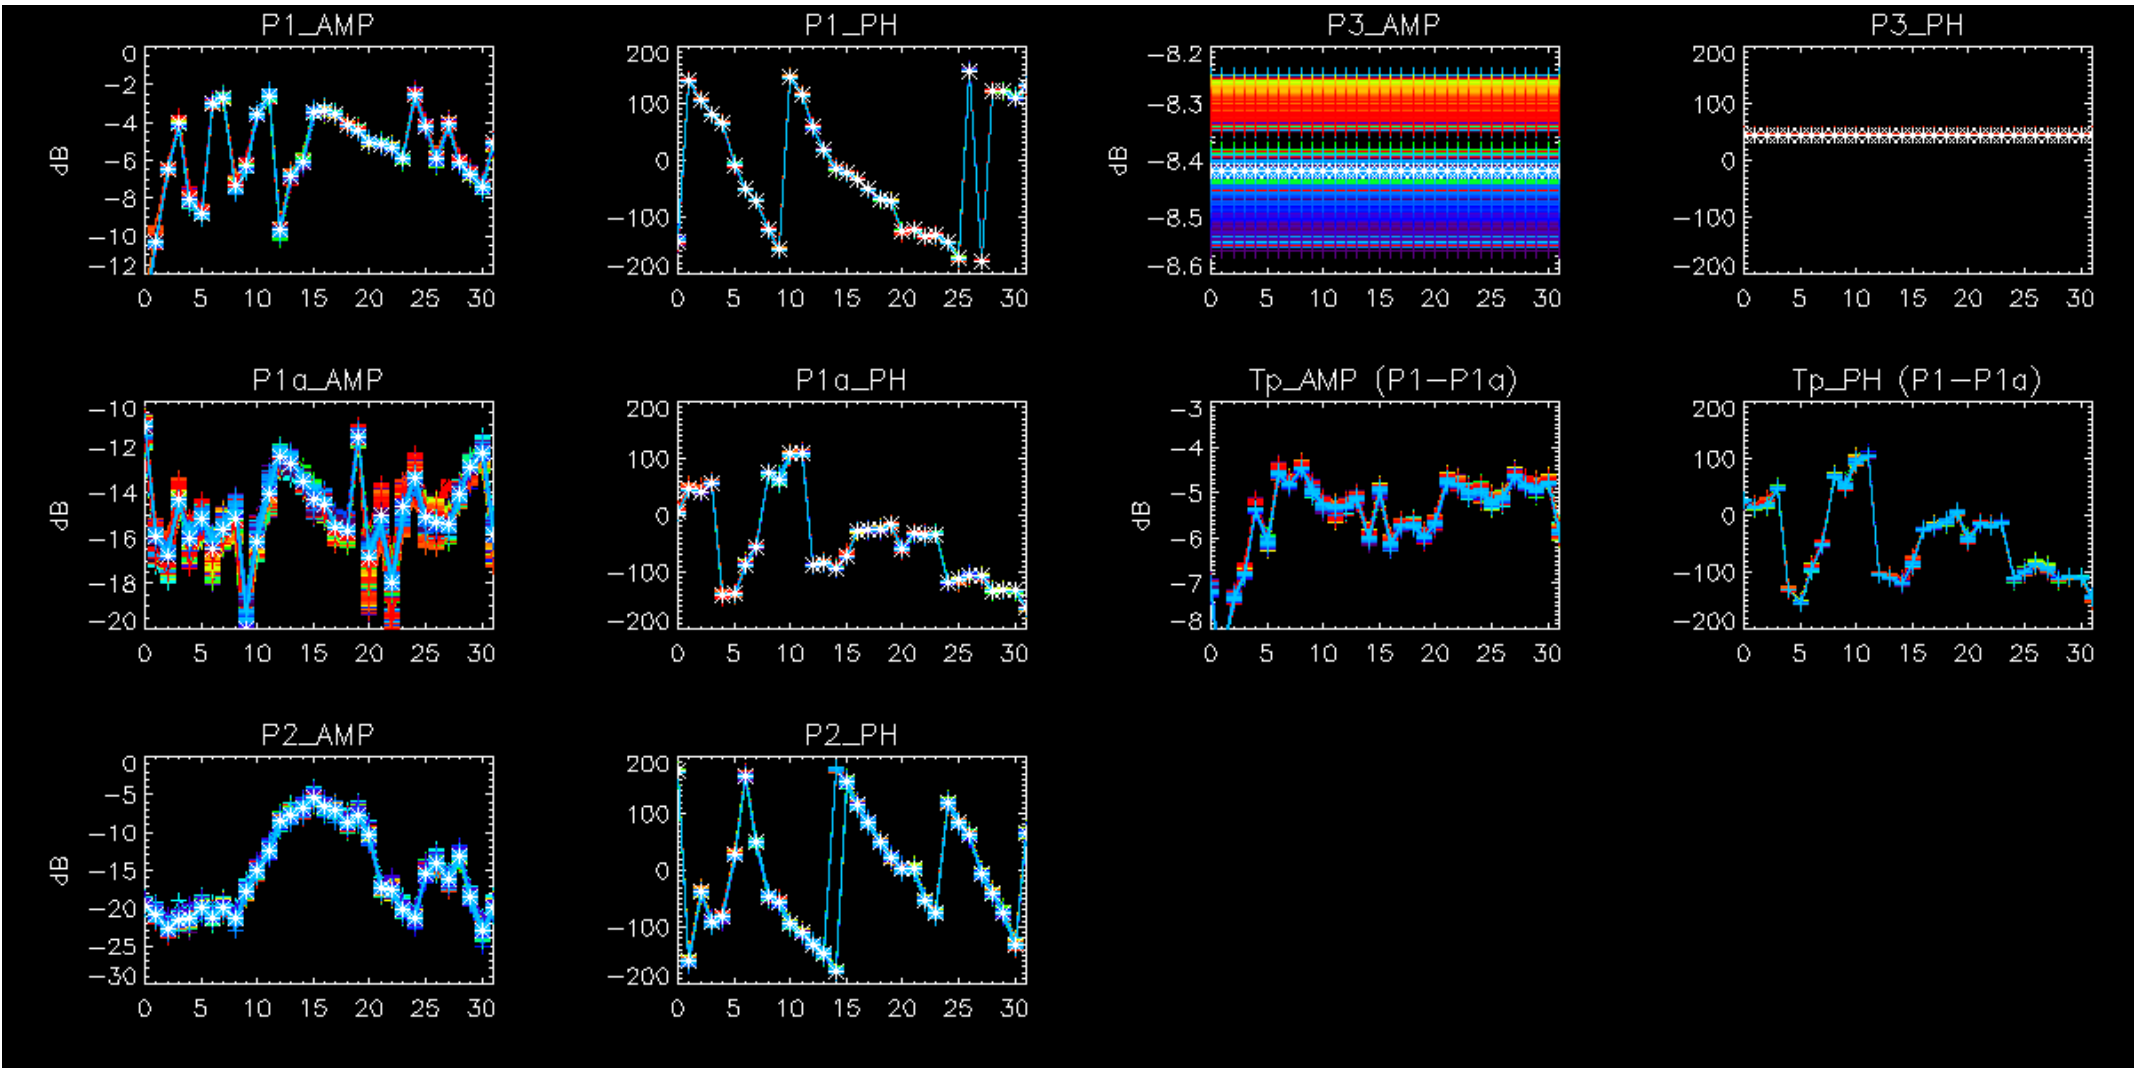 P1_AMP
P1_PH
P3_AMP
P3_PH
0
−2
−4
−6
−8
−10
−12
dB
0 5 10 15 20 25 30
200
100
0
−100
−200
0 5 10 15 20 25 30
−8.2
−8.3
−8.4
−8.5
−8.6
dB
0 5 10 15 20 25 30
200
100
0
−100
−200
0 5 10 15 20 25 30
P1a_AMP
P1a_PH
Tp_AMP (P1−P1a)
Tp_PH (P1−P1a)
−10
−12
−14
−16
−18
−20
dB
0 5 10 15 20 25 30
200
100
0
−100
−200
0 5 10 15 20 25 30
−3
−4
−5
−6
−7
−8
dB
0 5 10 15 20 25 30
200
100
0
−100
−200
0 5 10 15 20 25 30
P2_AMP
P2_PH
0
−5
−10
−15
−20
−25
−30
dB
0 5 10 15 20 25 30
200
100
0
−100
−200
0 5 10 15 20 25 30